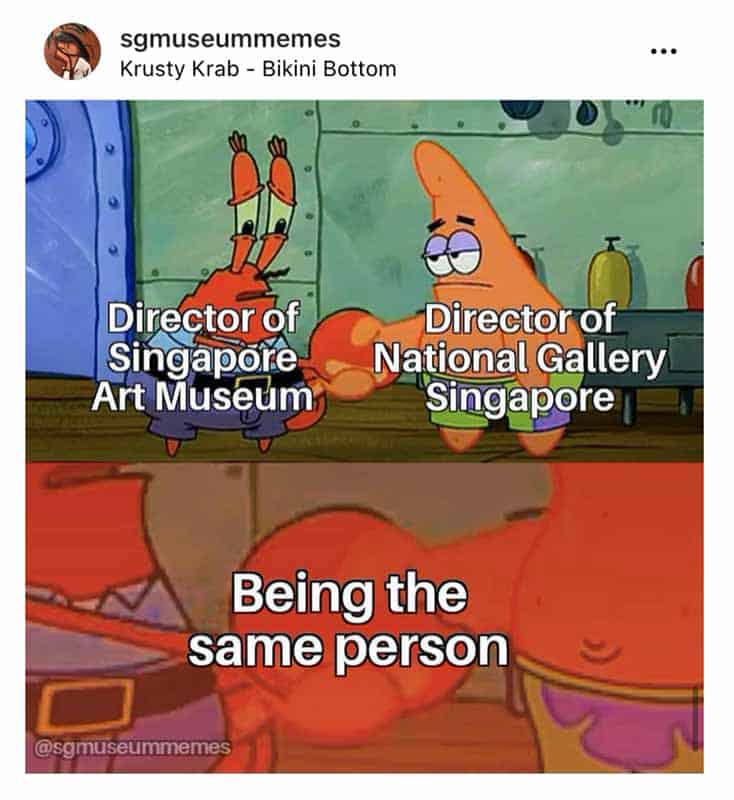 sgmuseummemes
Krusty Krab - Bikini Bottom
Director of
Singapore
Art Museum
Director of
National Gallery
Singapore
Being the
same person
@sgmuseummemes